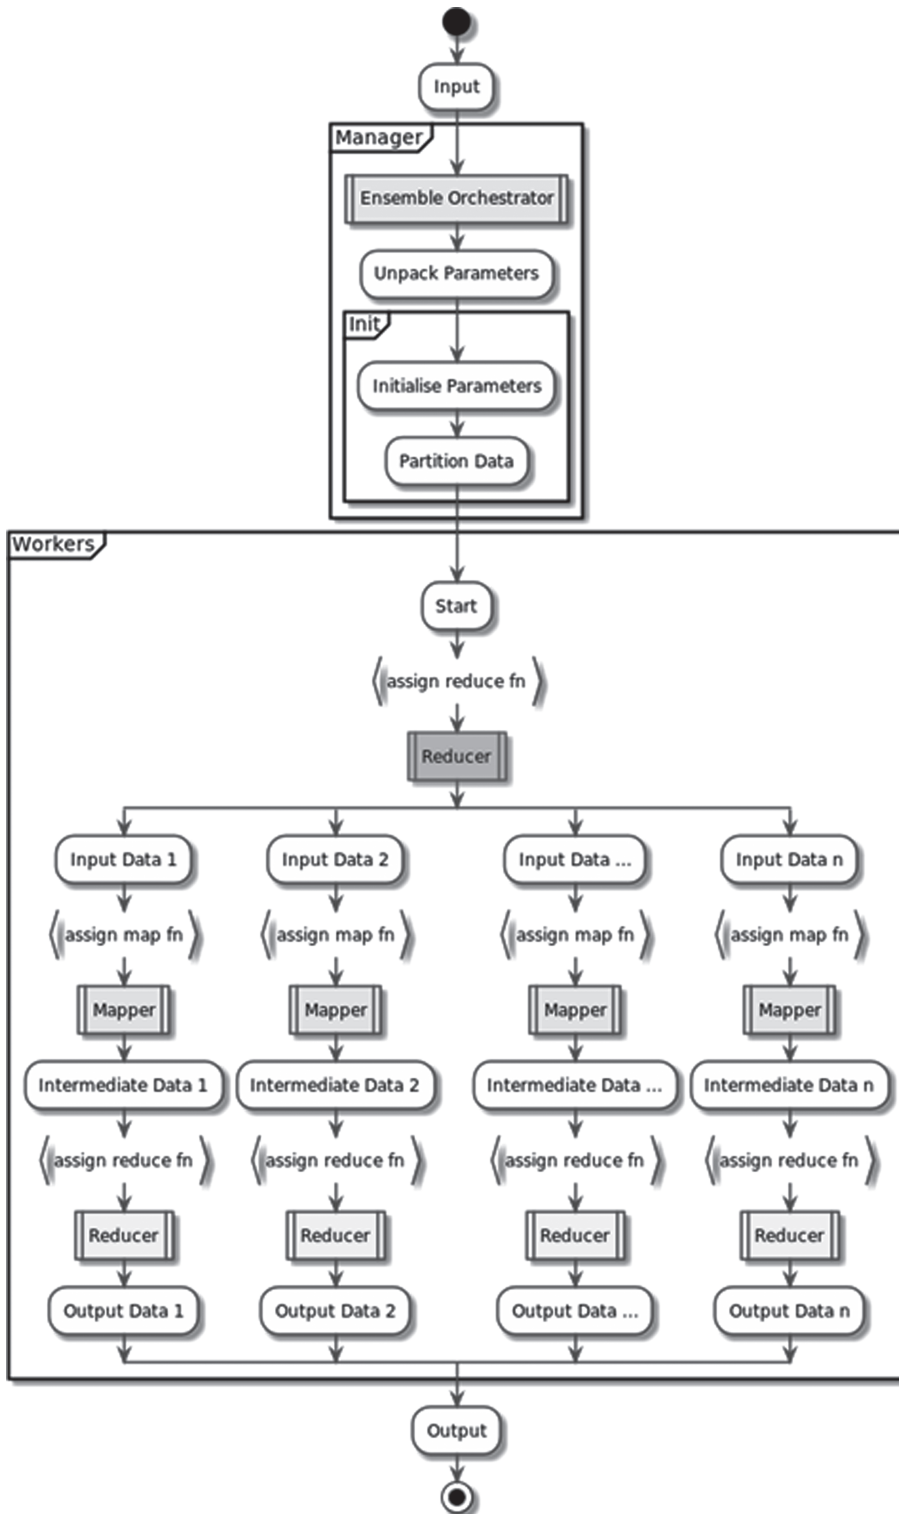 Input
Manager
Ensemble Orchestrator
Unpack Parameters
Init
Initialise Parameters
Partition Data
Workers
Start
assign reduce fn
Reducer
Input Data 1 Input Data 2 Input Data ... Input Data n
assign map fn assign map fn assign map fn assign map fn
Mapper Mapper Mapper Mapper
Intermediate Data 1 Intermediate Data 2 Intermediate Data ... Intermediate Data n
assign reduce fn assign reduce fn assign reduce fn assign reduce fn
Reducer Reducer Reducer Reducer
Output Data 1 Output Data 2 Output Data ... Output Data n
Output